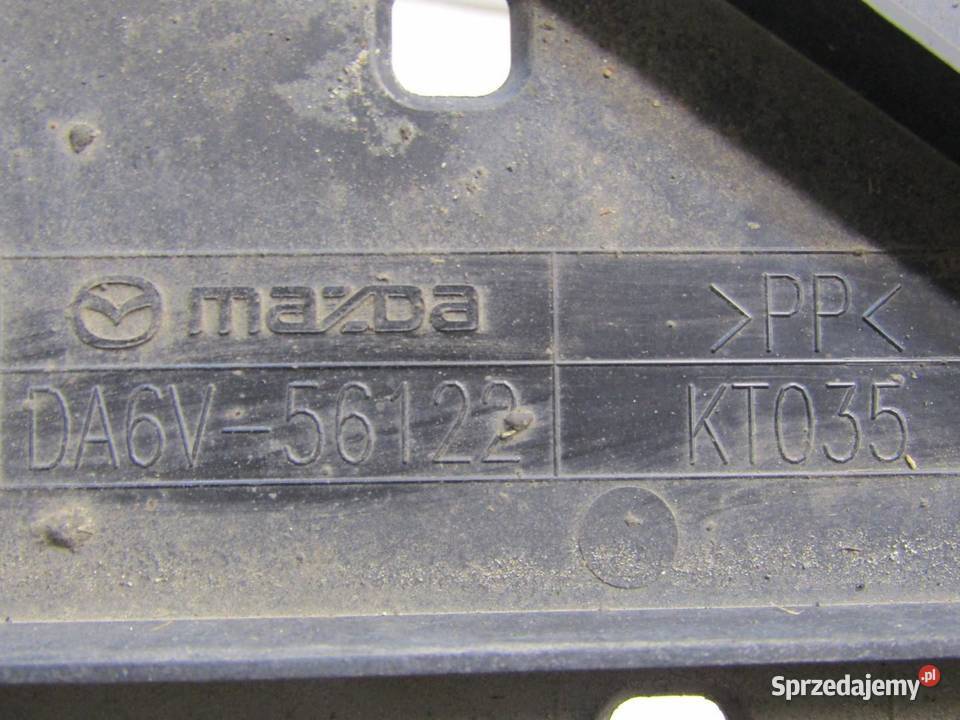 mazda >PP<
DA6V-56122 KT035
Sprzedajemy.pl